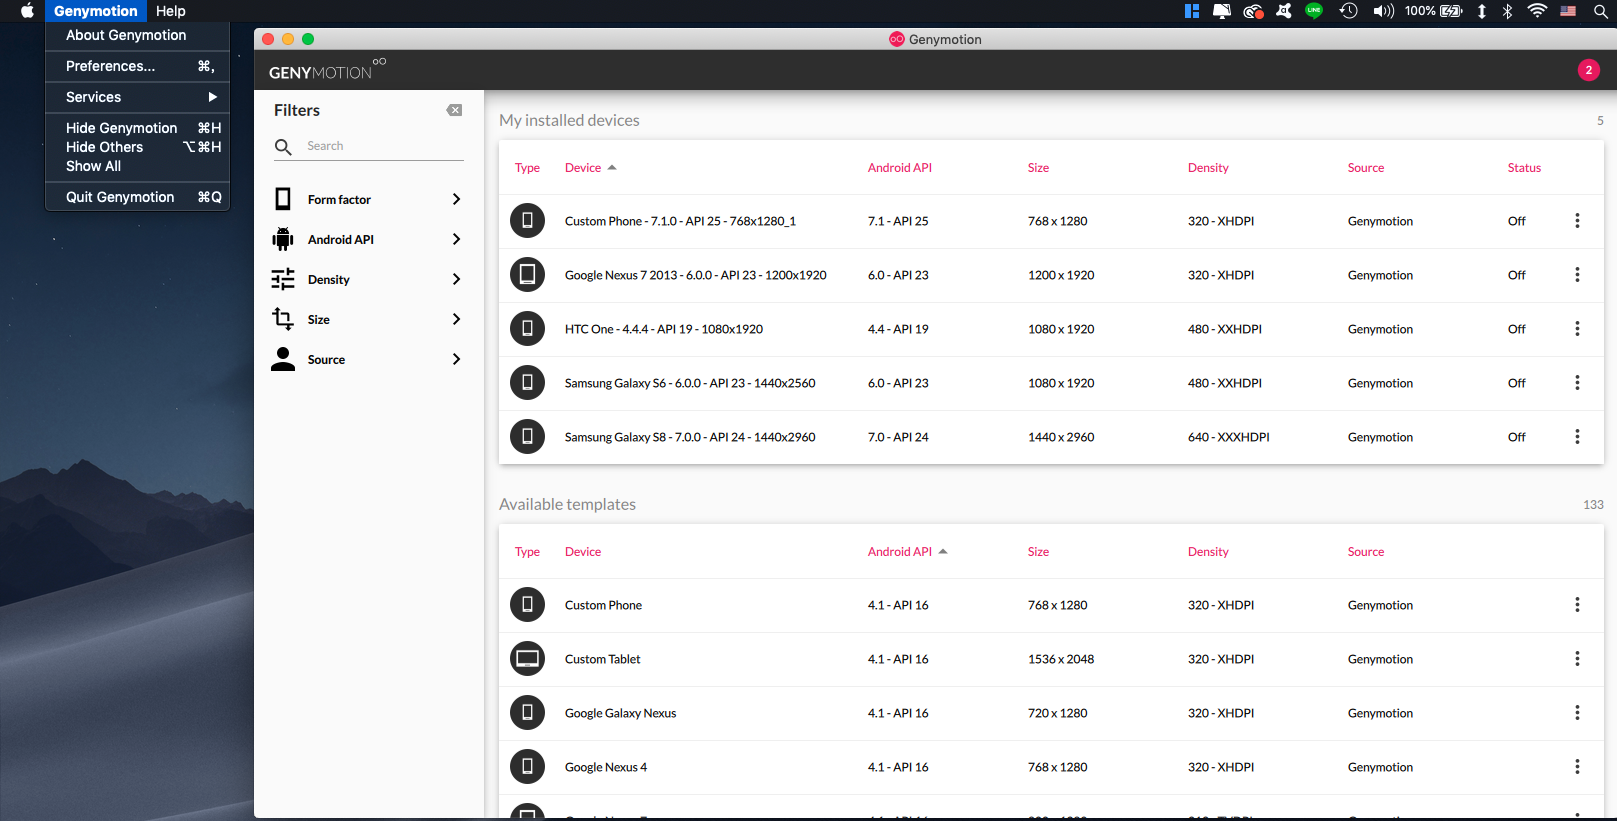 Genymotion Help
LINE
100%
About Genymotion
Preferences... ⌘,
Services
Hide Genymotion ⌘H
Hide Others ⌥⌘H
Show All
Quit Genymotion ⌘Q
Genymotion
GENYMOTION
2
Filters
Search
Form factor
Android API
Density
Size
Source
My installed devices 5
Type Device Android API Size Density Source Status
Custom Phone - 7.1.0 - API 25 - 768x1280_1 7.1 - API 25 768 x 1280 320 - XHDPI Genymotion Off
Google Nexus 7 2013 - 6.0.0 - API 23 - 1200x1920 6.0 - API 23 1200 x 1920 320 - XHDPI Genymotion Off
HTC One - 4.4.4 - API 19 - 1080x1920 4.4 - API 19 1080 x 1920 480 - XXHDPI Genymotion Off
Samsung Galaxy S6 - 6.0.0 - API 23 - 1440x2560 6.0 - API 23 1080 x 1920 480 - XXHDPI Genymotion Off
Samsung Galaxy S8 - 7.0.0 - API 24 - 1440x2960 7.0 - API 24 1440 x 2960 640 - XXXHDPI Genymotion Off
Available templates 133
Type Device Android API Size Density Source
Custom Phone 4.1 - API 16 768 x 1280 320 - XHDPI Genymotion
Custom Tablet 4.1 - API 16 1536 x 2048 320 - XHDPI Genymotion
Google Galaxy Nexus 4.1 - API 16 720 x 1280 320 - XHDPI Genymotion
Google Nexus 4 4.1 - API 16 768 x 1280 320 - XHDPI Genymotion